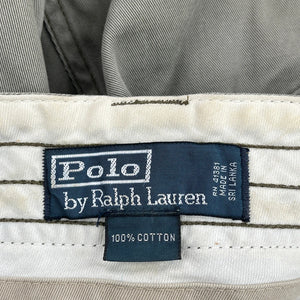 Polo
by Ralph Lauren
RN 41381
MADE IN
SRI LANKA
100% COTTON